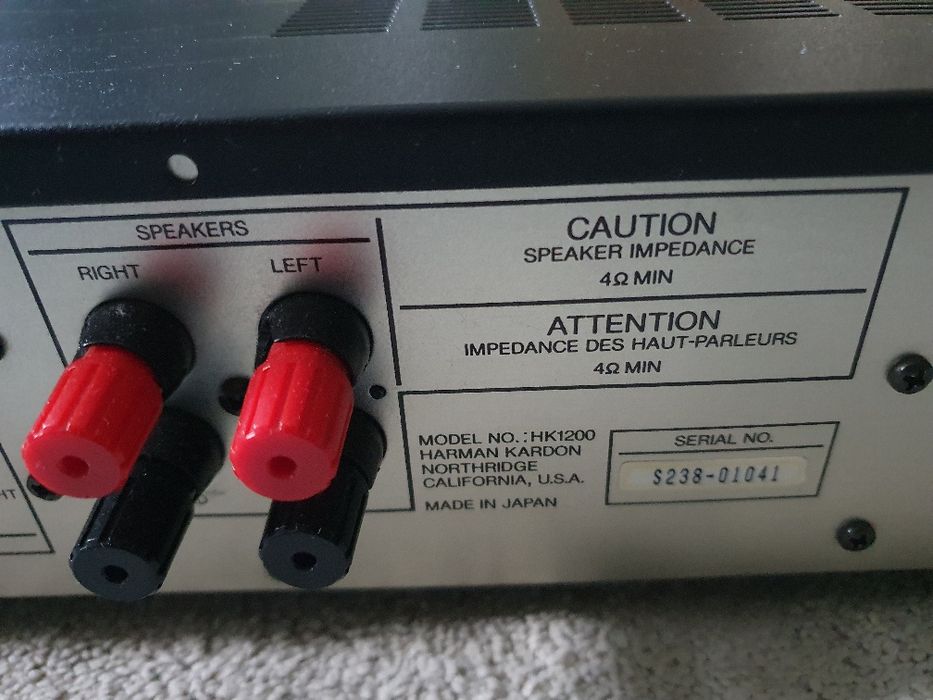 SPEAKERS
RIGHT
LEFT
CAUTION
SPEAKER IMPEDANCE
4Ω MIN
ATTENTION
IMPEDANCE DES HAUT-PARLEURS
4Ω MIN
MODEL NO.:HK1200
HARMAN KARDON
NORTHRIDGE
CALIFORNIA, U.S.A.
MADE IN JAPAN
SERIAL NO.
S238-01041